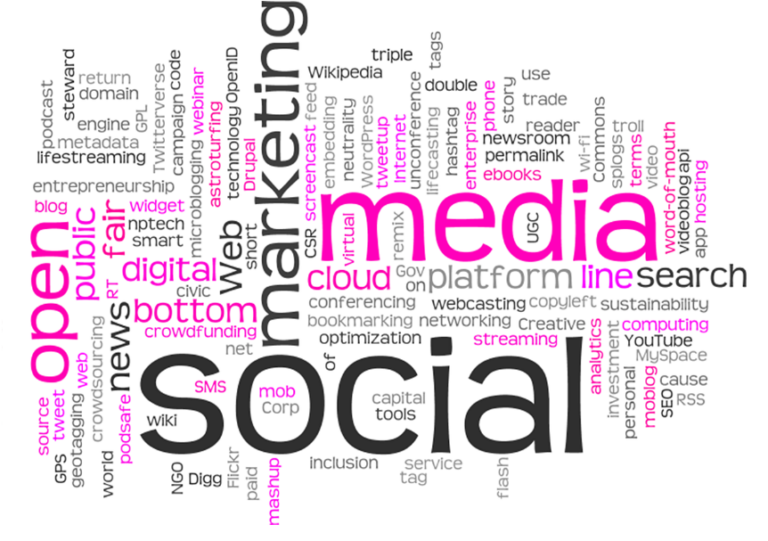 marketing
triple
tags
Wikipedia
steward
return
domain
podcast
engine
GPL
metadata
lifestreaming
Twitterverse
campaign
code
webinar
microblogging
astroturfing
technology
OpenID
Drupal
screencast
feed
embedding
neutrality
WordPress
tweetup
Internet
unconference
double
lifecasting
hashtag
enterprise
phone
story
use
trade
reader
newsroom
permalink
ebooks
wi-fi
commons
splogs
troll
terms
video
word-of-mouth
videoblog
api
app
hosting
entrepreneurship
blog
widget
nptech
smart
public
fair
open
RT
digital
civic
web
short
CSR
virtual
media
UGC
remix
cloud
Gov
on
platform
line
search
bottom
crowdfunding
net
news
conferencing
webcasting
copyleft
sustainability
bookmarking
networking
Creative
computing
optimization
streaming
analytics
YouTube
MySpace
investment
personal
moblog
cause
SEO
RSS
of
social
SMS
mob
Corp
wiki
capital
tools
crowdsourcing
web
source
tweet
geotagging
GPS
podsafe
world
NGO
Digg
Flickr
paid
mashup
inclusion
service
tag
flash